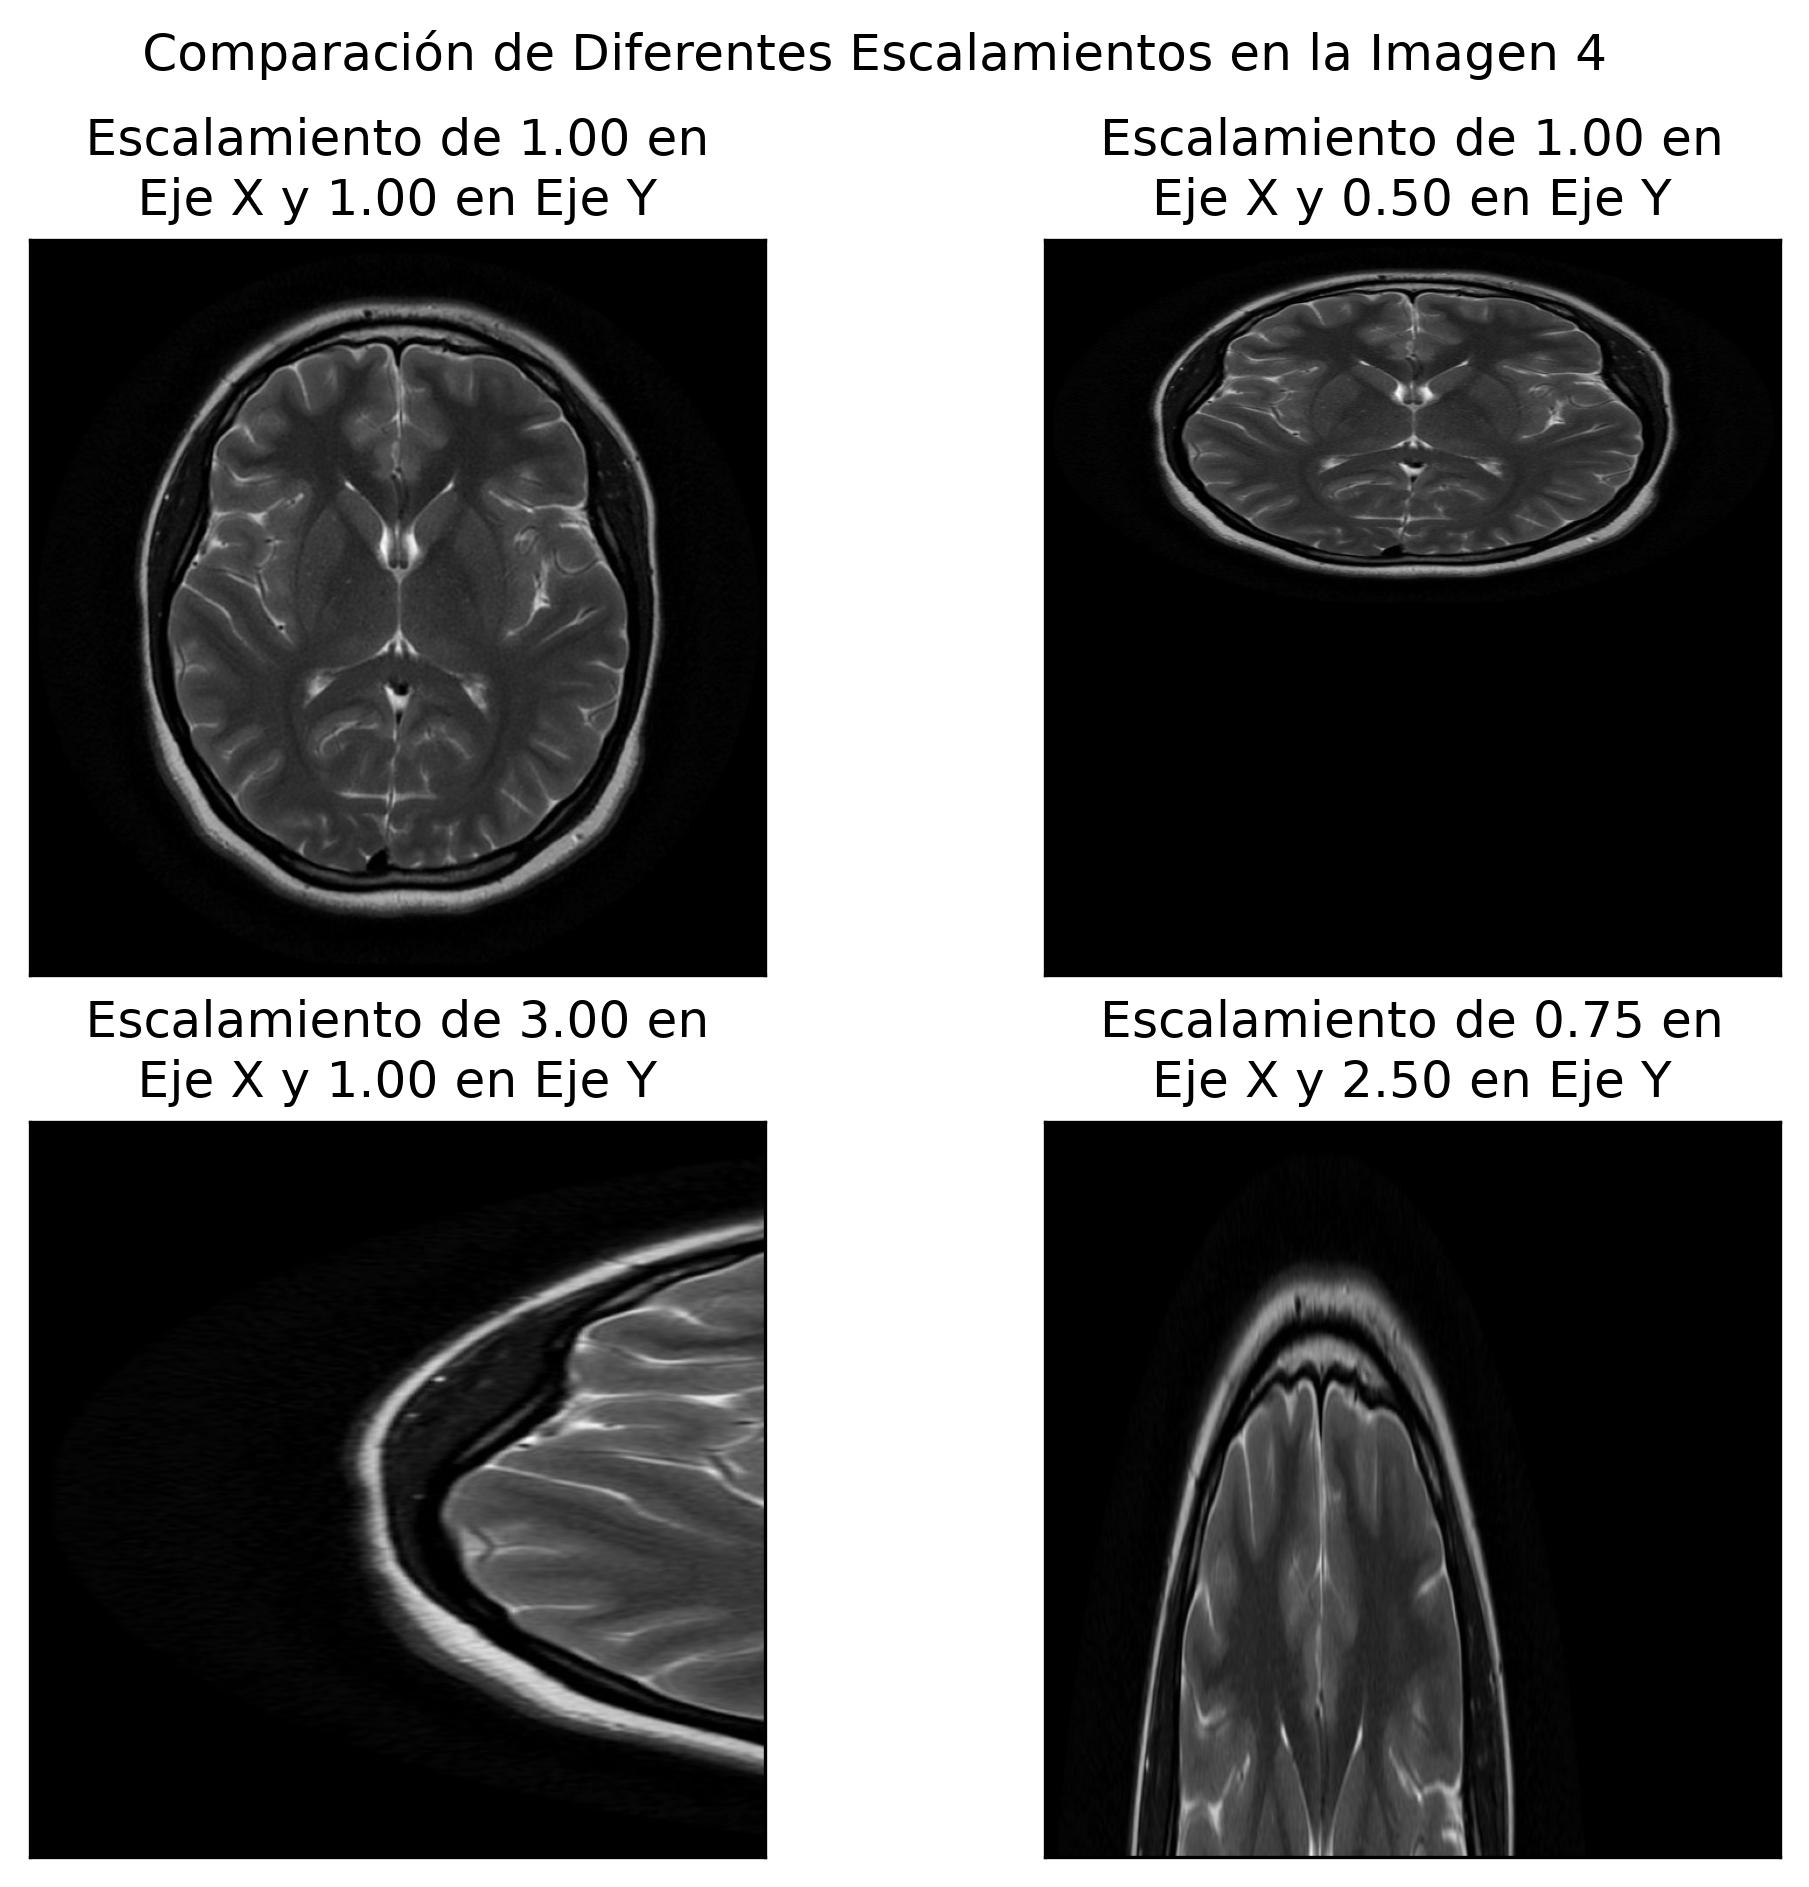 Comparación de Diferentes Escalamientos en la Imagen 4
Escalamiento de 1.00 en
Eje X y 1.00 en Eje Y
Escalamiento de 1.00 en
Eje X y 0.50 en Eje Y
Escalamiento de 3.00 en
Eje X y 1.00 en Eje Y
Escalamiento de 0.75 en
Eje X y 2.50 en Eje Y